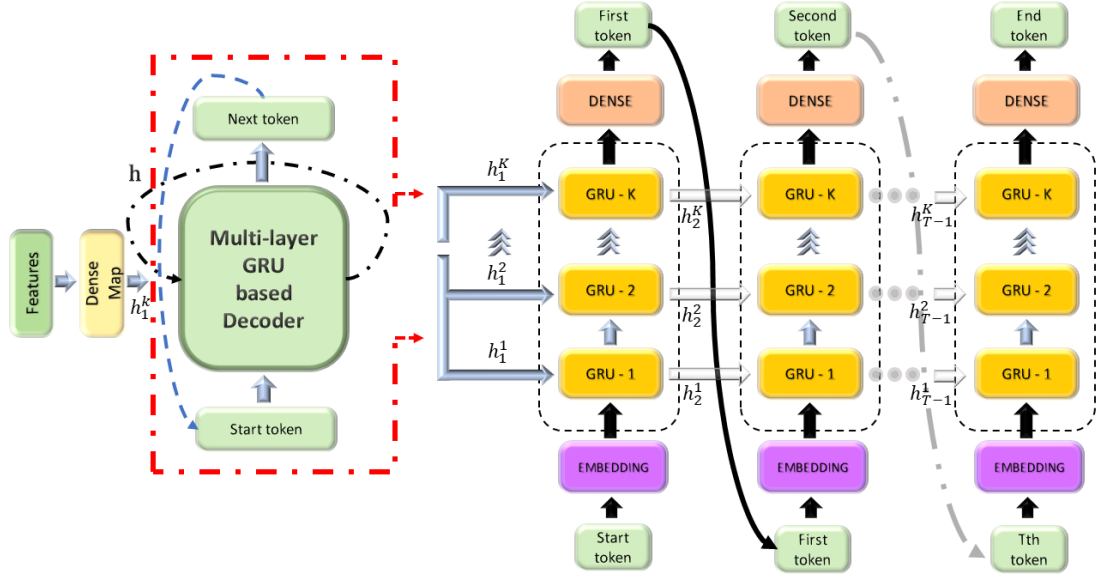 Features
Dense
Map
$h_1^k$
h
Next token
Multi-layer
GRU
based
Decoder
Start token
$h_1^K$
$h_1^2$
$h_1^1$
First
token
DENSE
GRU - K
GRU - 2
GRU - 1
EMBEDDING
Start
token
$h_2^K$
$h_2^2$
$h_2^1$
Second
token
DENSE
GRU - K
GRU - 2
GRU - 1
EMBEDDING
First
token
$h_{T-1}^K$
$h_{T-1}^2$
$h_{T-1}^1$
End
token
DENSE
GRU - K
GRU - 2
GRU - 1
EMBEDDING
Tth
token